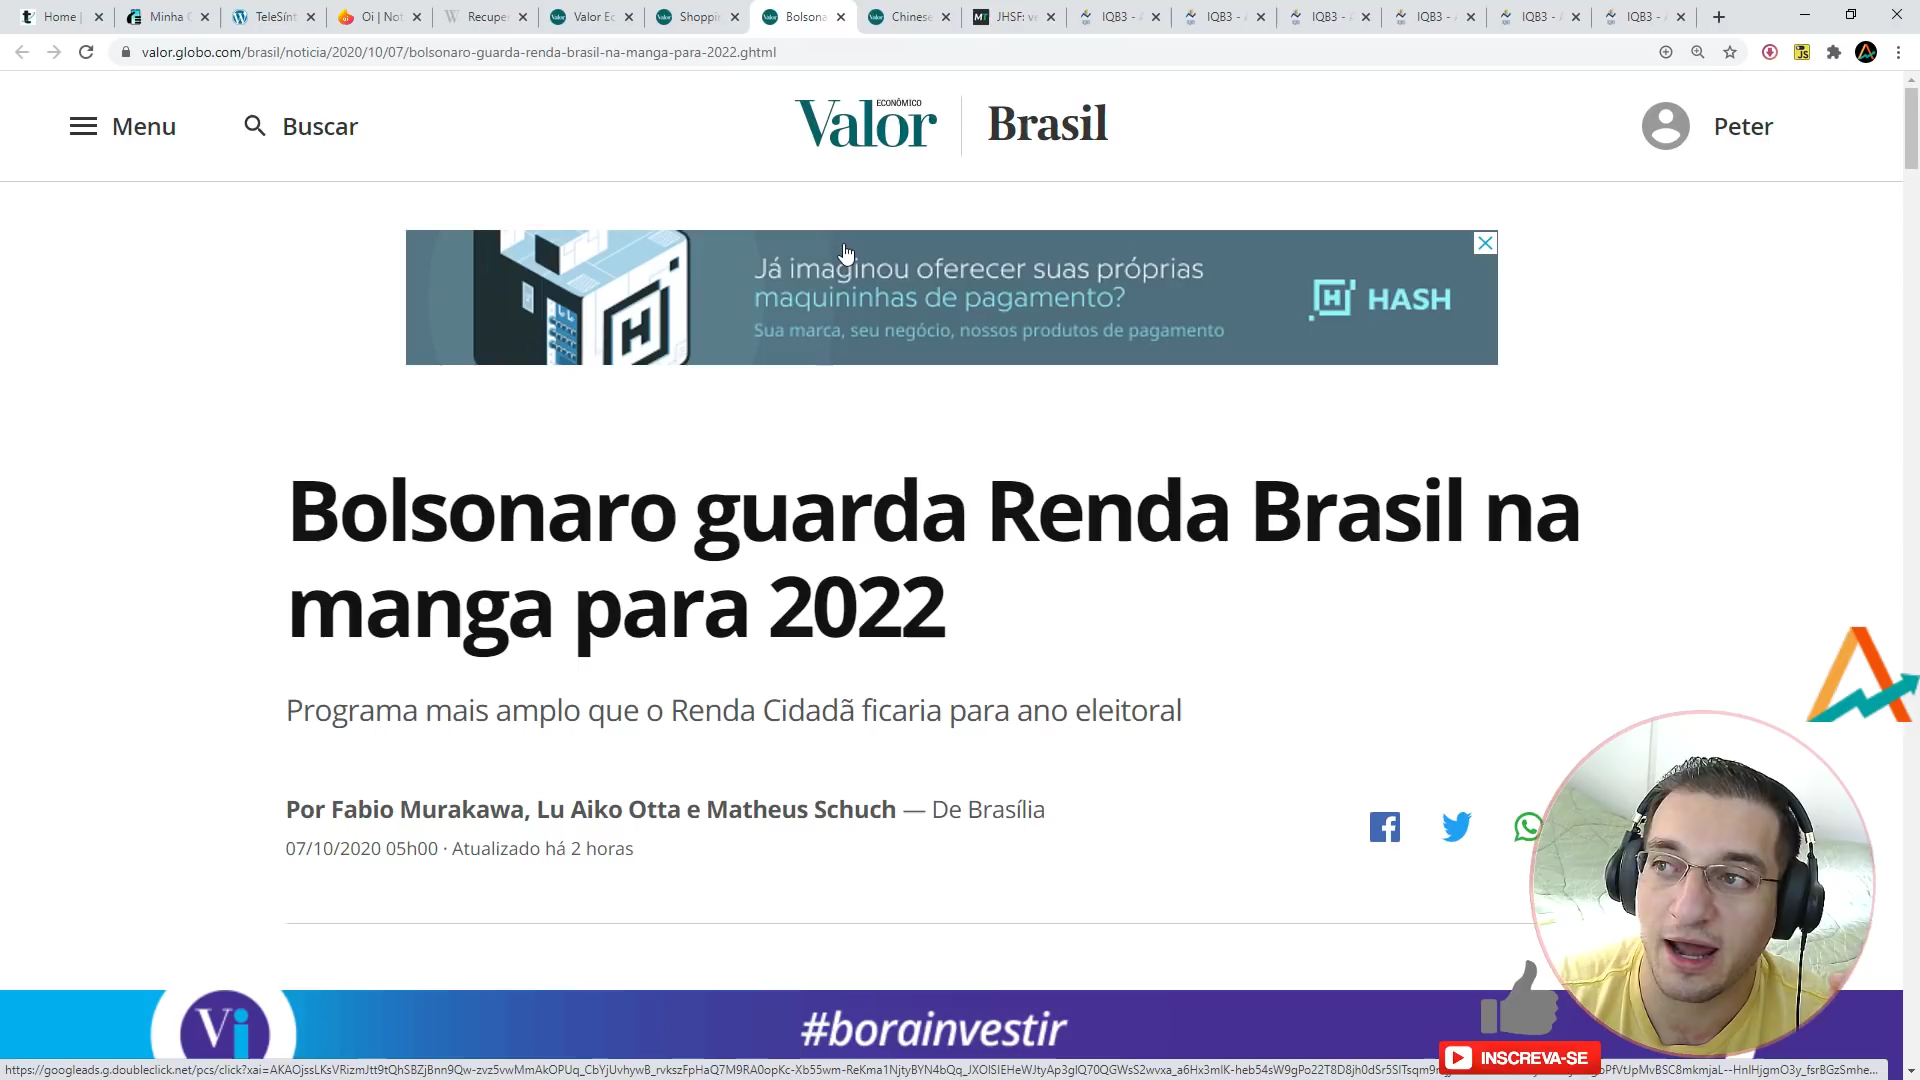 Home |
Minha C
TeleSínt
Oi | Not
Recuper
Valor Ec
Shoppin
Bolsona
Chinese
JHSF: v
IQB3 -
IQB3 -
IQB3 -
IQB3 -
IQB3 -
IQB3 -
valor.globo.com/brasil/noticia/2020/10/07/bolsonaro-guarda-renda-brasil-na-manga-para-2022.ghtml
Menu
Buscar
Valor ECONÔMICO
Brasil
Peter
Já imaginou oferecer suas próprias
maquininhas de pagamento?
Sua marca, seu negócio, nossos produtos de pagamento
HASH
Bolsonaro guarda Renda Brasil na
manga para 2022
Programa mais amplo que o Renda Cidadã ficaria para ano eleitoral
Por Fabio Murakawa, Lu Aiko Otta e Matheus Schuch — De Brasília
07/10/2020 05h00 · Atualizado há 2 horas
Vi
#borainvestir
INSCREVA-SE